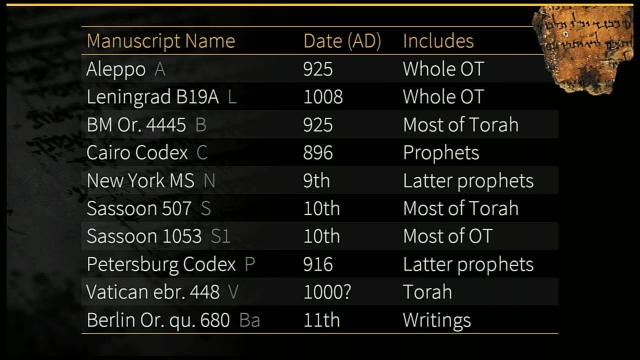 Manuscript Name Date (AD) Includes
Aleppo A 925 Whole OT
Leningrad B19A L 1008 Whole OT
BM Or. 4445 B 925 Most of Torah
Cairo Codex C 896 Prophets
New York MS N 9th Latter prophets
Sassoon 507 S 10th Most of Torah
Sassoon 1053 S1 10th Most of OT
Petersburg Codex P 916 Latter prophets
Vatican ebr. 448 V 1000? Torah
Berlin Or. qu. 680 Ba 11th Writings